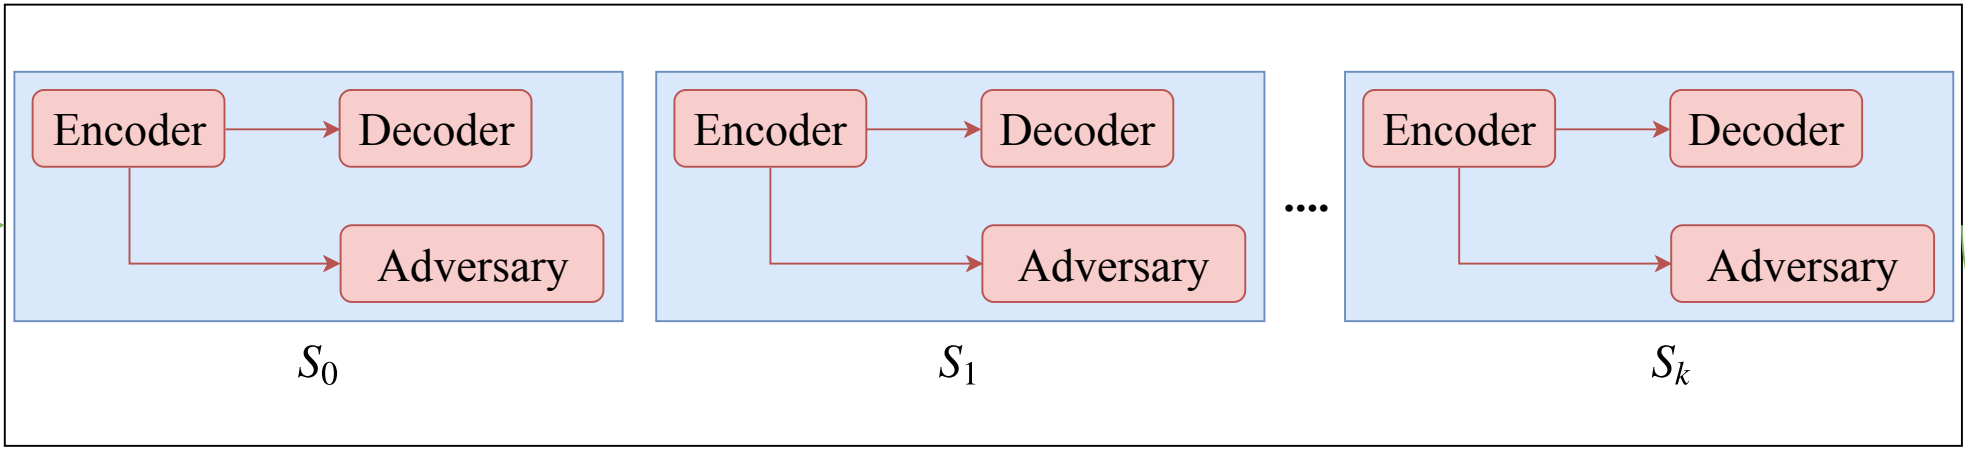 Encoder Decoder Encoder Decoder Encoder Decoder
....
Adversary Adversary Adversary
S0 S1 Sk